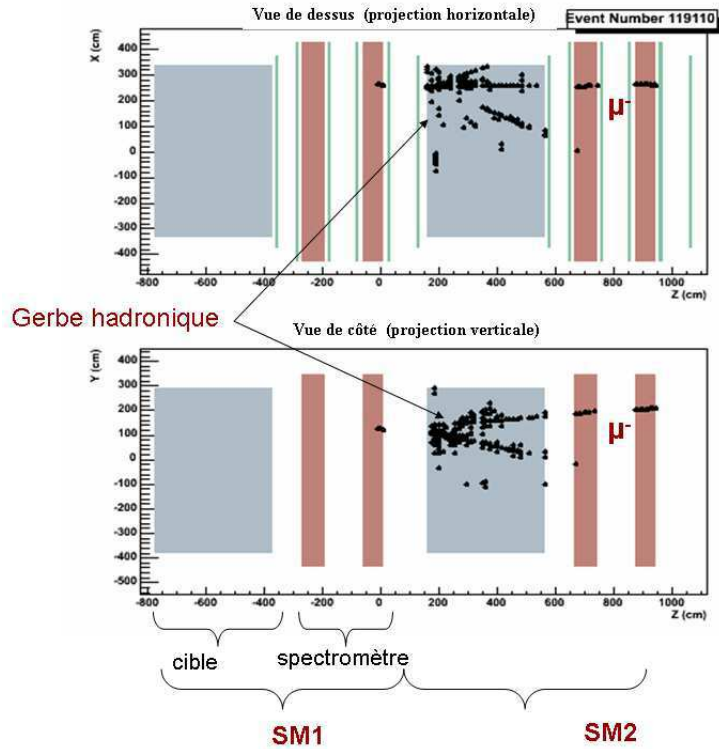 Vue de dessus (projection horizontale)
Event Number 119110
X (cm)
400
300
200
100
0
-100
-200
-300
-400
-800 -600 -400 -200 0 200 400 600 800 1000
Z (cm)
μ-
Gerbe hadronique
Vue de côté (projection verticale)
Y (cm)
400
300
200
100
0
-100
-200
-300
-400
-500
-800 -600 -400 -200 0 200 400 600 800 1000
Z (cm)
μ-
cible
spectromètre
SM1
SM2